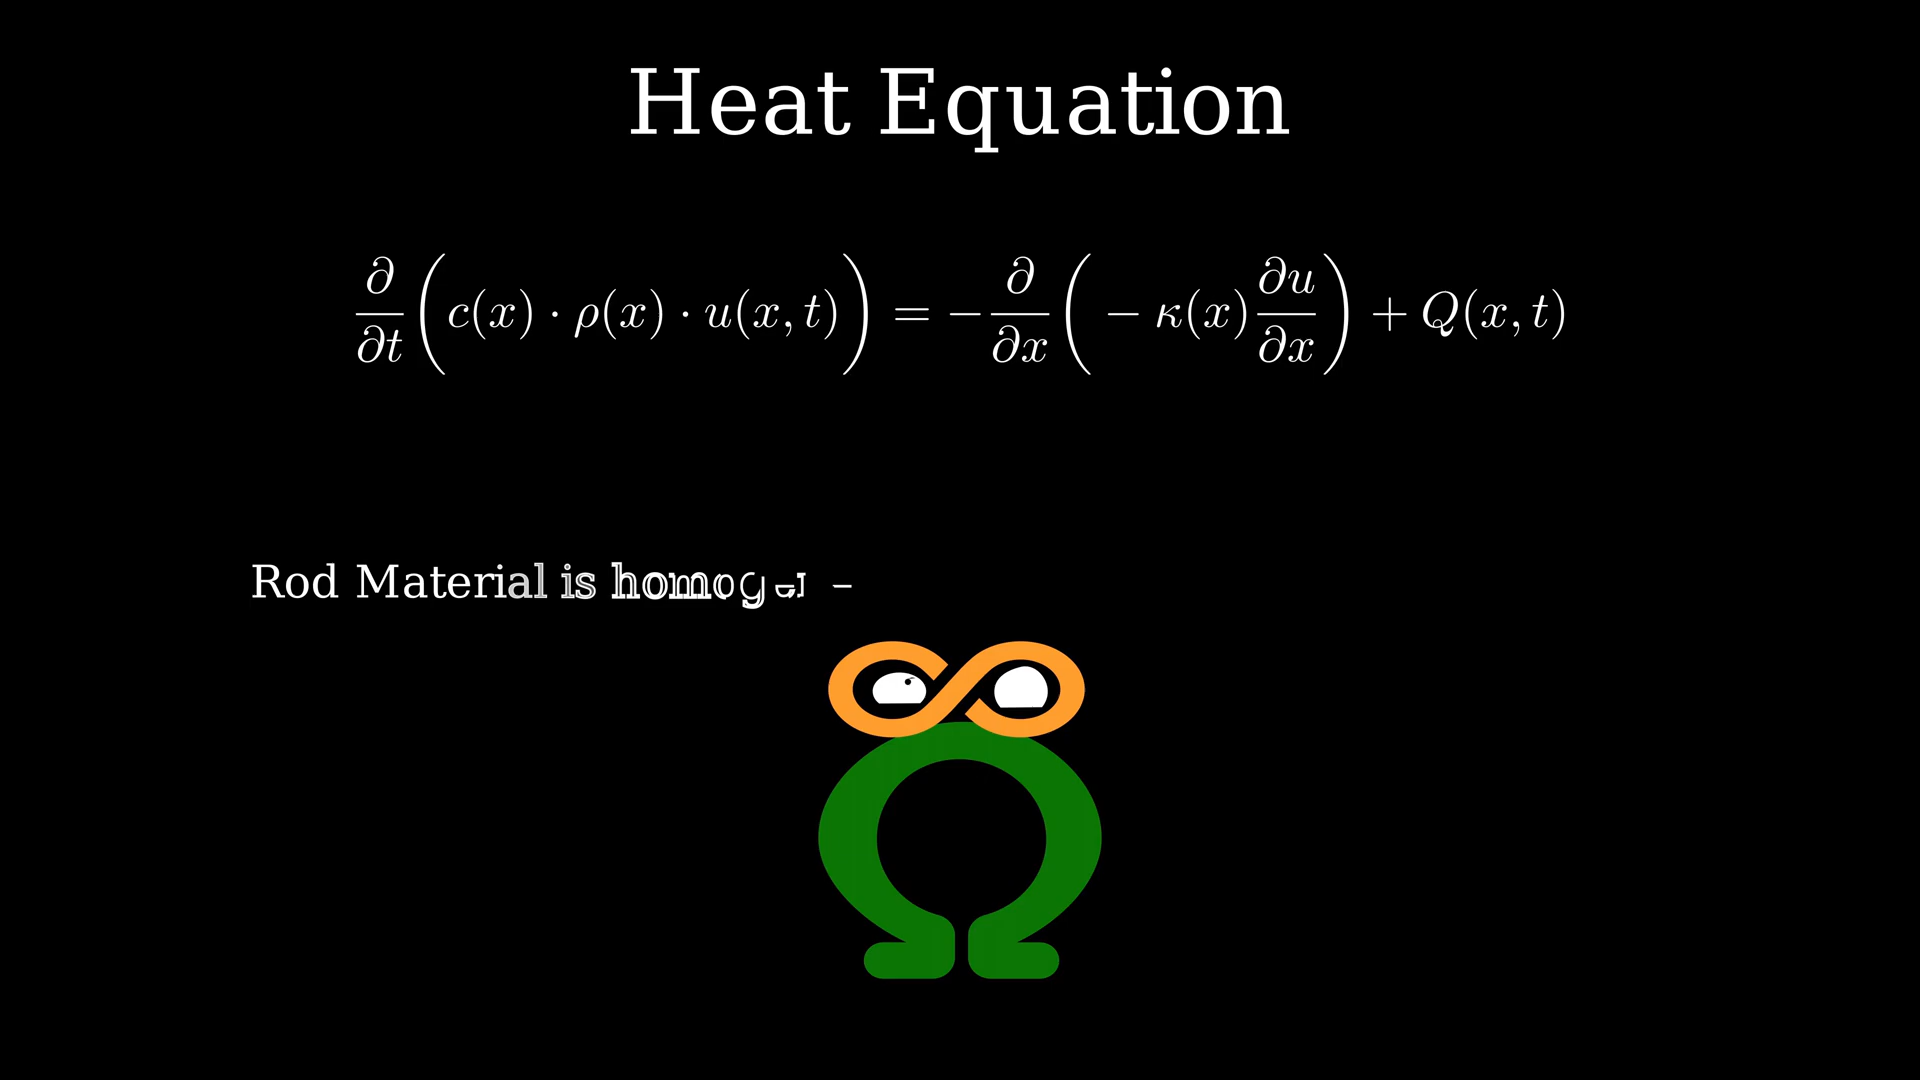 Heat Equation
∂/∂t ( c(x) · ρ(x) · u(x, t) ) = − ∂/∂x ( − κ(x) ∂u/∂x ) + Q(x, t)
Rod Material is